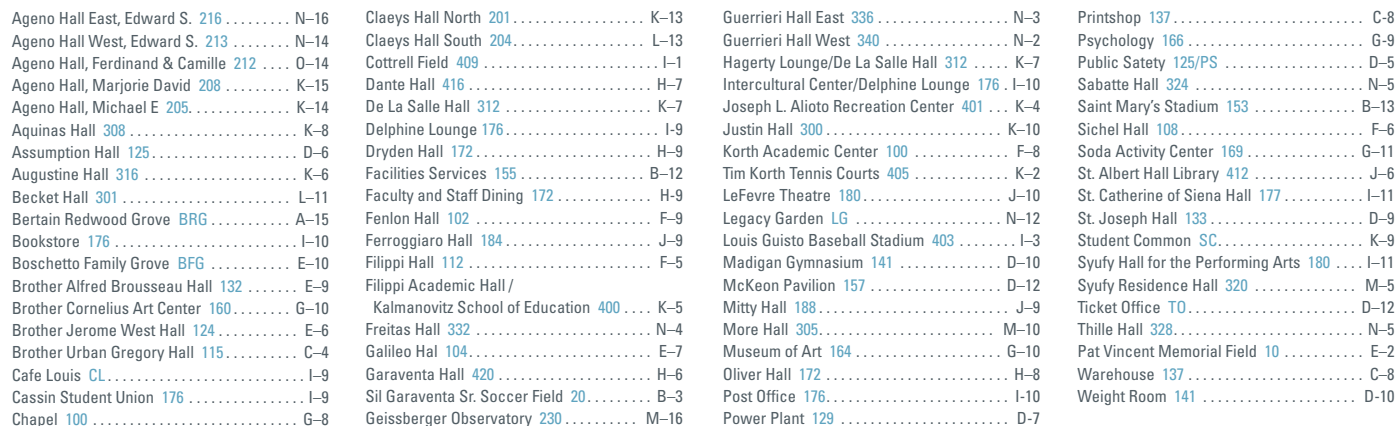 Ageno Hall East, Edward S. 216 ........ N–16
Ageno Hall West, Edward S. 213 ........ N–14
Ageno Hall, Ferdinand & Camille 212 .... O–14
Ageno Hall, Marjorie David 208 ........ K–15
Ageno Hall, Michael E 205. ............ K–14
Aquinas Hall 308 ........................ K–8
Assumption Hall 125 .................... D–6
Augustine Hall 316 ..................... K–6
Becket Hall 301 ........................ L–11
Bertain Redwood Grove BRG ............ A–15
Bookstore 176 .......................... I–10
Boschetto Family Grove BFG ........... E–10
Brother Alfred Brousseau Hall 132 ....... E–9
Brother Cornelius Art Center 160 ....... G–10
Brother Jerome West Hall 124 .......... E–6
Brother Urban Gregory Hall 115 ......... C–4
Cafe Louis CL ........................... I–9
Cassin Student Union 176 ............... I–9
Chapel 100 ............................. G–8
Claeys Hall North 201 .................. K–13
Claeys Hall South 204 .................. L–13
Cottrell Field 409 ....................... I–1
Dante Hall 416 ......................... H–7
De La Salle Hall 312 .................... K–7
Delphine Lounge 176 .................... I-9
Dryden Hall 172 ........................ H–9
Facilities Services 155 ................. B–12
Faculty and Staff Dining 172 ............ H-9
Fenlon Hall 102 ......................... F–9
Ferroggiaro Hall 184 .................... J–9
Filippi Hall 112 .......................... F–5
Filippi Academic Hall /
Kalmanovitz School of Education 400 .... K–5
Freitas Hall 332 ........................ N–4
Galileo Hal 104 ......................... E–7
Garaventa Hall 420 ..................... H–6
Sil Garaventa Sr. Soccer Field 20 ......... B–3
Geissberger Observatory 230 .......... M–16
Guerrieri Hall East 336 .................. N–3
Guerrieri Hall West 340 ................. N–2
Hagerty Lounge/De La Salle Hall 312 ..... K–7
Intercultural Center/Delphine Lounge 176 . I–10
Joseph L. Alioto Recreation Center 401 ... K–4
Justin Hall 300 ........................ K–10
Korth Academic Center 100 ............. F–8
Tim Korth Tennis Courts 405 ............. K–2
LeFevre Theatre 180 .................... J–10
Legacy Garden LG ..................... N–12
Louis Guisto Baseball Stadium 403 ........ I–3
Madigan Gymnasium 141 .............. D–10
McKeon Pavilion 157 ................... D–12
Mitty Hall 188 ........................... J–9
More Hall 305 ......................... M–10
Museum of Art 164 .................... G–10
Oliver Hall 172 ......................... H–8
Post Office 176 ......................... I-10
Power Plant 129 ....................... D-7
Printshop 137 ........................... C-8
Psychology 166 ......................... G-9
Public Satety 125/PS ................... D–5
Sabatte Hall 324 ....................... N–5
Saint Mary's Stadium 153 .............. B–13
Sichel Hall 108 ......................... F–6
Soda Activity Center 169 ............... G–11
St. Albert Hall Library 412 ............... J–6
St. Catherine of Siena Hall 177 .......... I–11
St. Joseph Hall 133 ..................... D–9
Student Common SC ..................... K–9
Syufy Hall for the Performing Arts 180 .... I–11
Syufy Residence Hall 320 ............... M–5
Ticket Office TO ....................... D–12
Thille Hall 328 .......................... N–5
Pat Vincent Memorial Field 10 ........... E–2
Warehouse 137 ......................... C–8
Weight Room 141 ..................... D-10